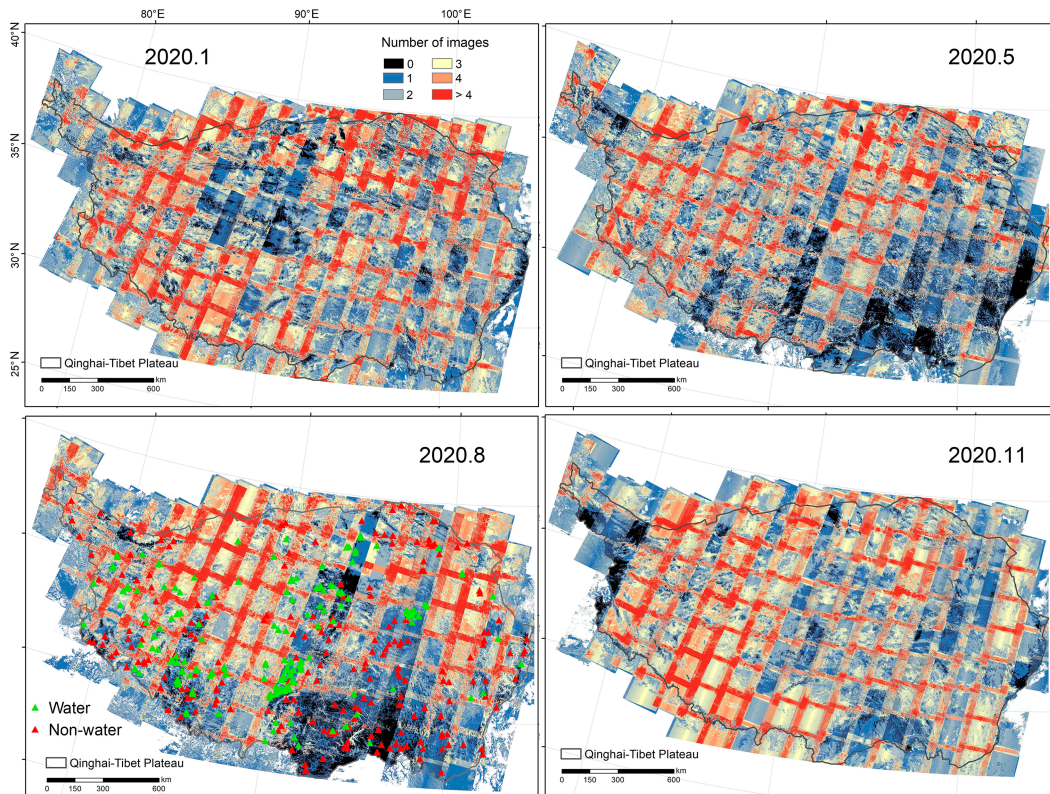 80°E 90°E 100°E
40°N
35°N
30°N
25°N
2020.1
Number of images
0 3
1 4
2 > 4
Qinghai-Tibet Plateau
km
0 150 300 600
2020.5
Qinghai-Tibet Plateau
km
0 150 300 600
2020.8
Water
Non-water
Qinghai-Tibet Plateau
km
0 150 300 600
2020.11
Qinghai-Tibet Plateau
km
0 150 300 600